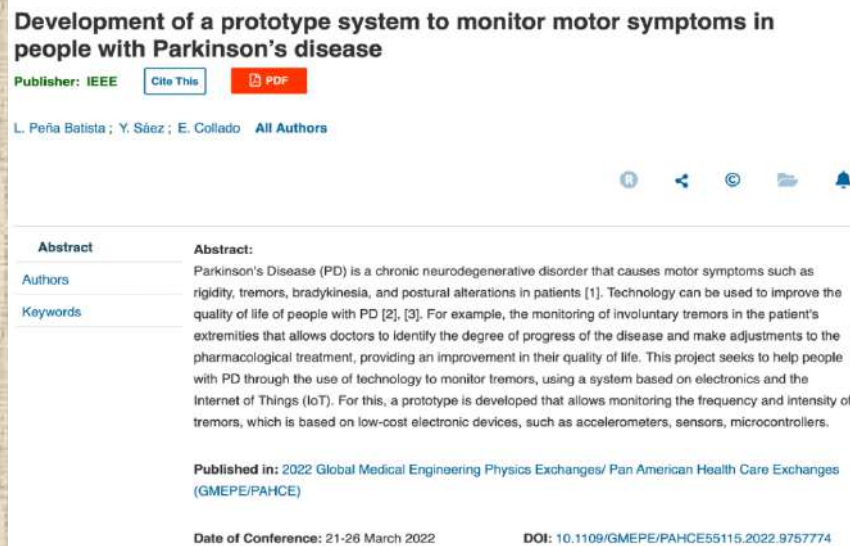 Development of a prototype system to monitor motor symptoms in
people with Parkinson's disease
Publisher: IEEE Cite This PDF
L. Peña Batista ; Y. Sáez ; E. Collado All Authors
R ©
Abstract
Authors
Keywords
Abstract:
Parkinson's Disease (PD) is a chronic neurodegenerative disorder that causes motor symptoms such as
rigidity, tremors, bradykinesia, and postural alterations in patients [1]. Technology can be used to improve the
quality of life of people with PD [2], [3]. For example, the monitoring of involuntary tremors in the patient's
extremities that allows doctors to identify the degree of progress of the disease and make adjustments to the
pharmacological treatment, providing an improvement in their quality of life. This project seeks to help people
with PD through the use of technology to monitor tremors, using a system based on electronics and the
Internet of Things (IoT). For this, a prototype is developed that allows monitoring the frequency and intensity of
tremors, which is based on low-cost electronic devices, such as accelerometers, sensors, microcontrollers.
Published in: 2022 Global Medical Engineering Physics Exchanges/ Pan American Health Care Exchanges
(GMEPE/PAHCE)
Date of Conference: 21-26 March 2022 DOI: 10.1109/GMEPE/PAHCE55115.2022.9757774